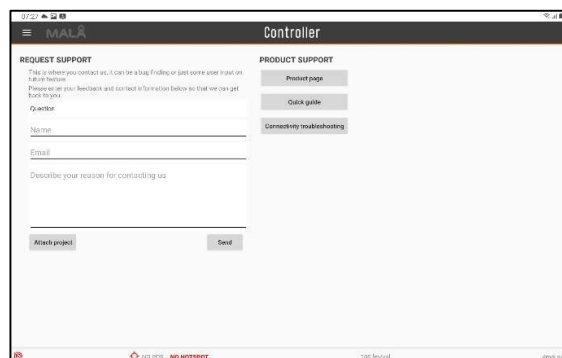 07:27
MALÅ
Controller
REQUEST SUPPORT
This is where you contact us, it can be a bug finding or just some user input on
future feature.
Please enter your feedback and contact information below so that we can get
back to you.
Question
Name
Email
Describe your reason for contacting us
Attach project
Send
PRODUCT SUPPORT
Product page
Quick guide
Connectivity troubleshooting
NO HOTSPOT